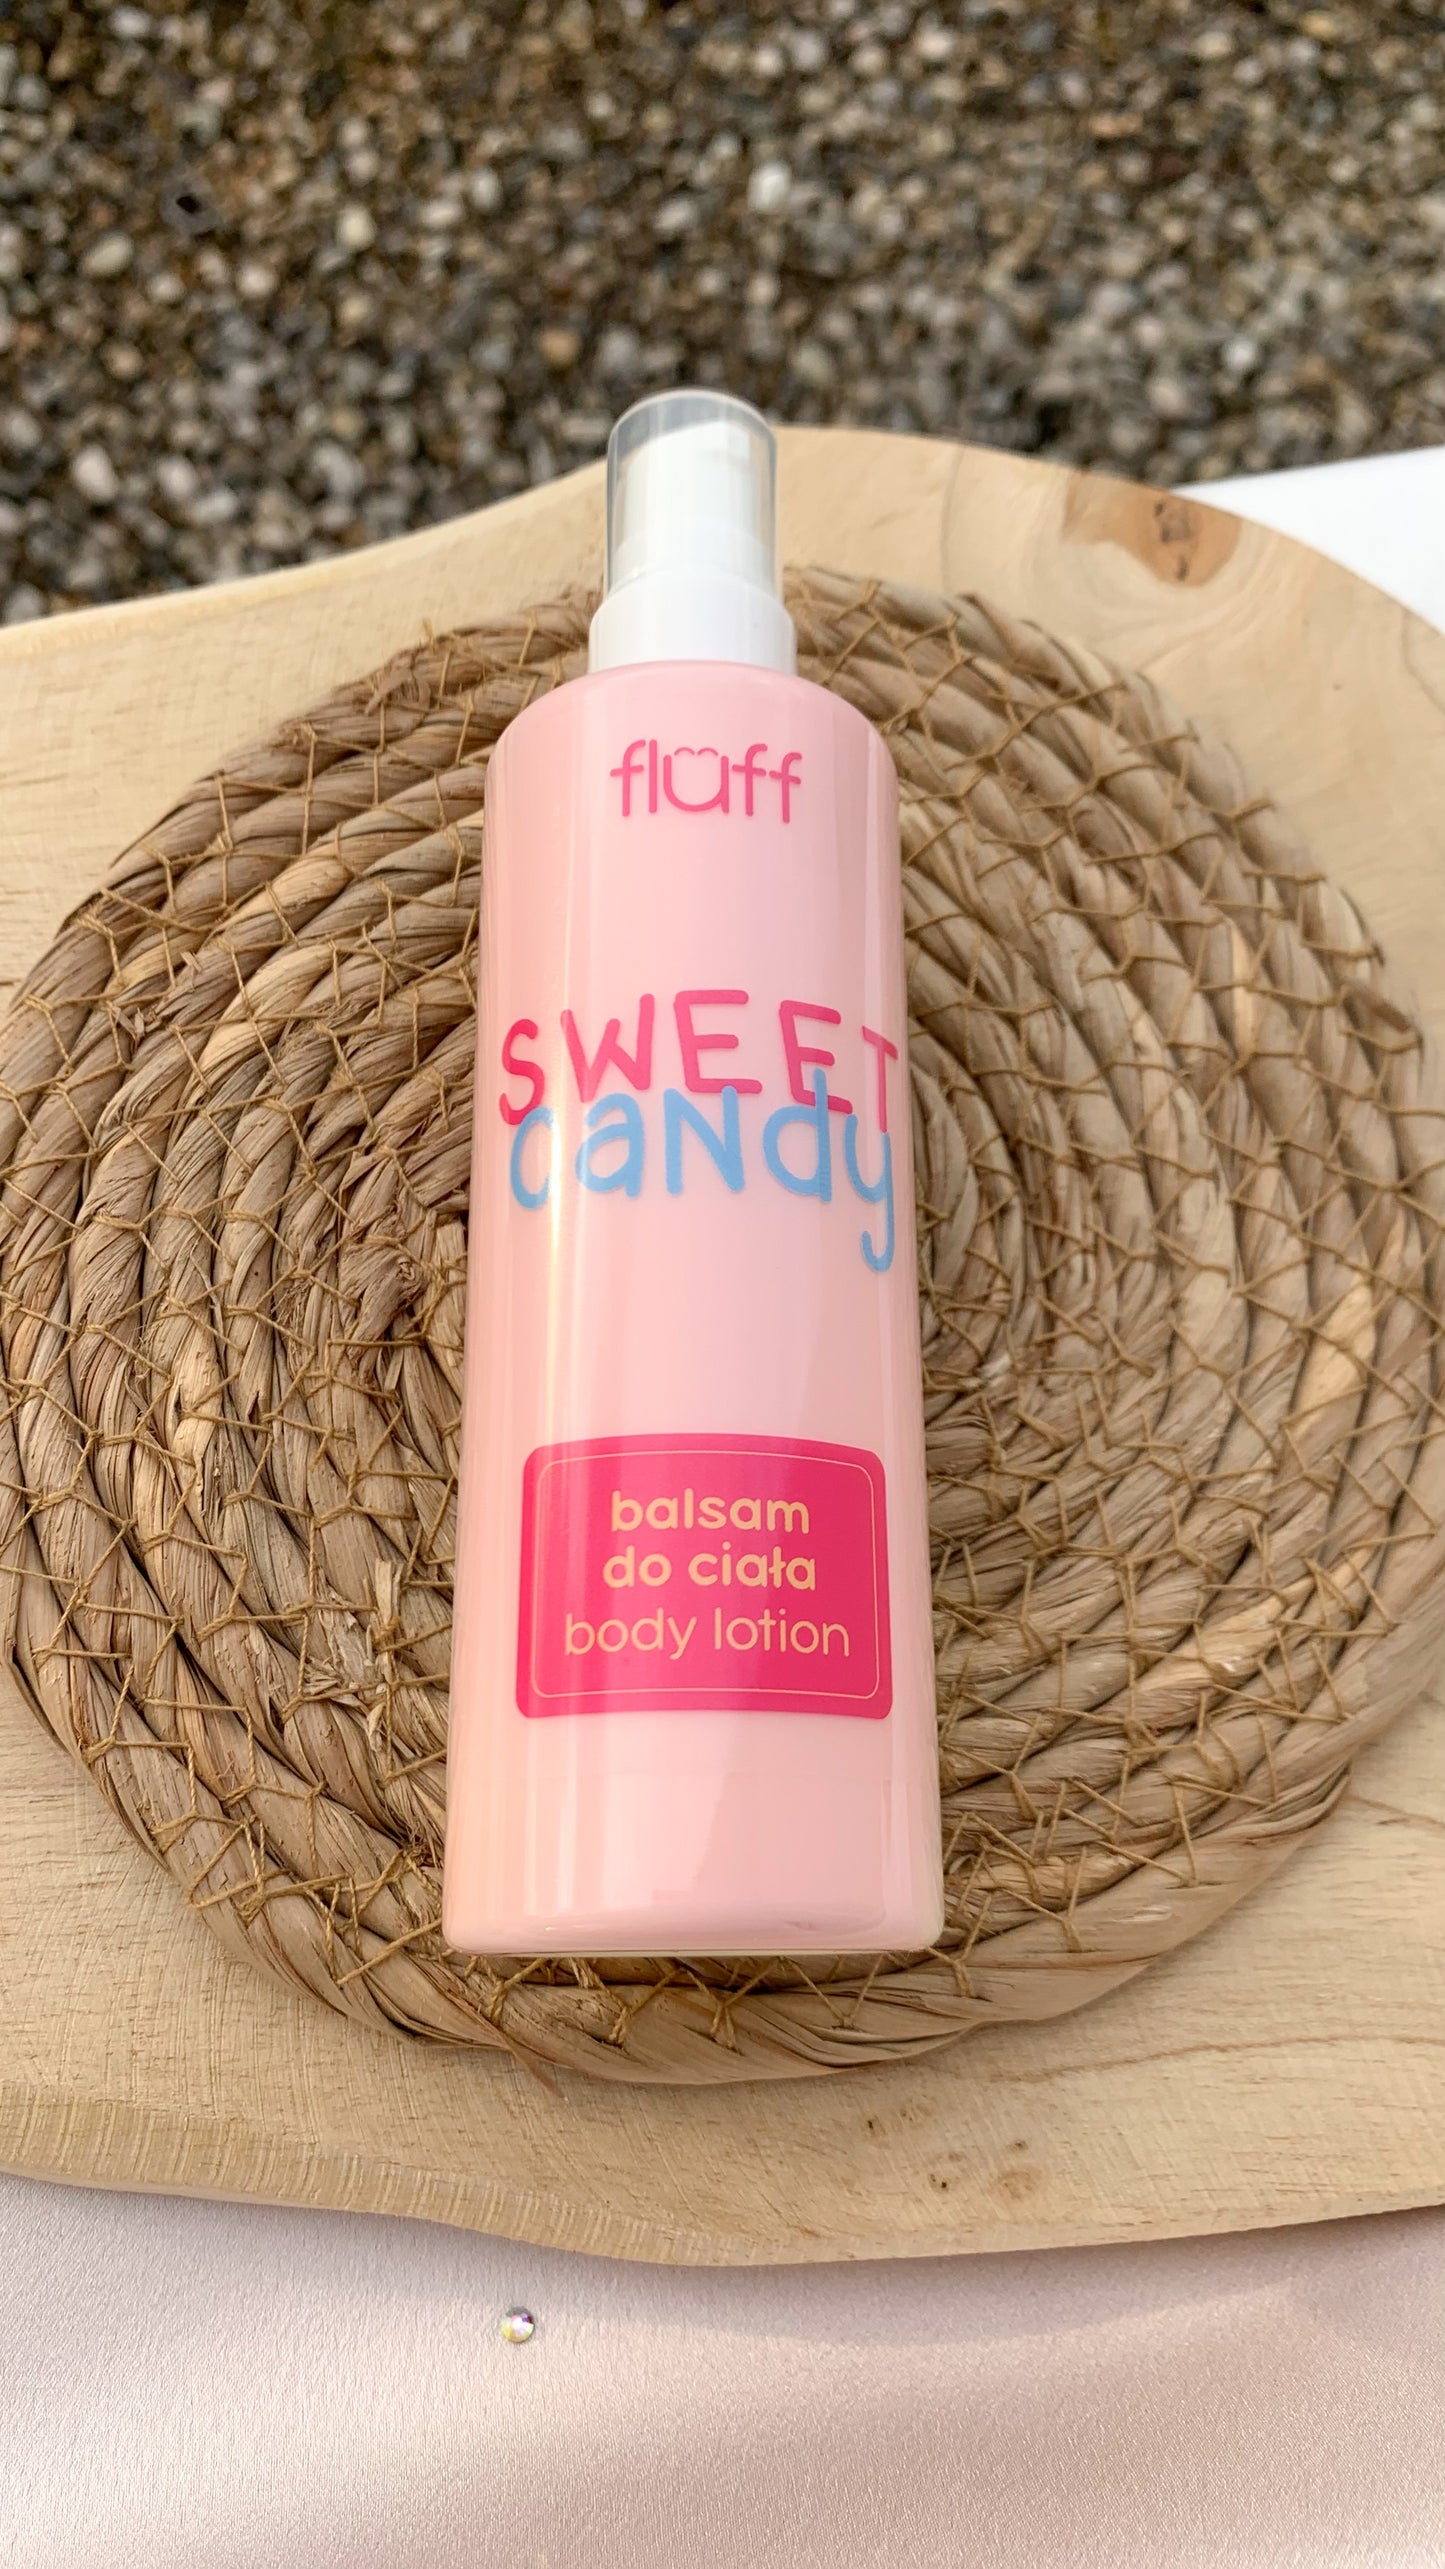 fluff
SWEET
caNdy
balsam
do ciała
body lotion